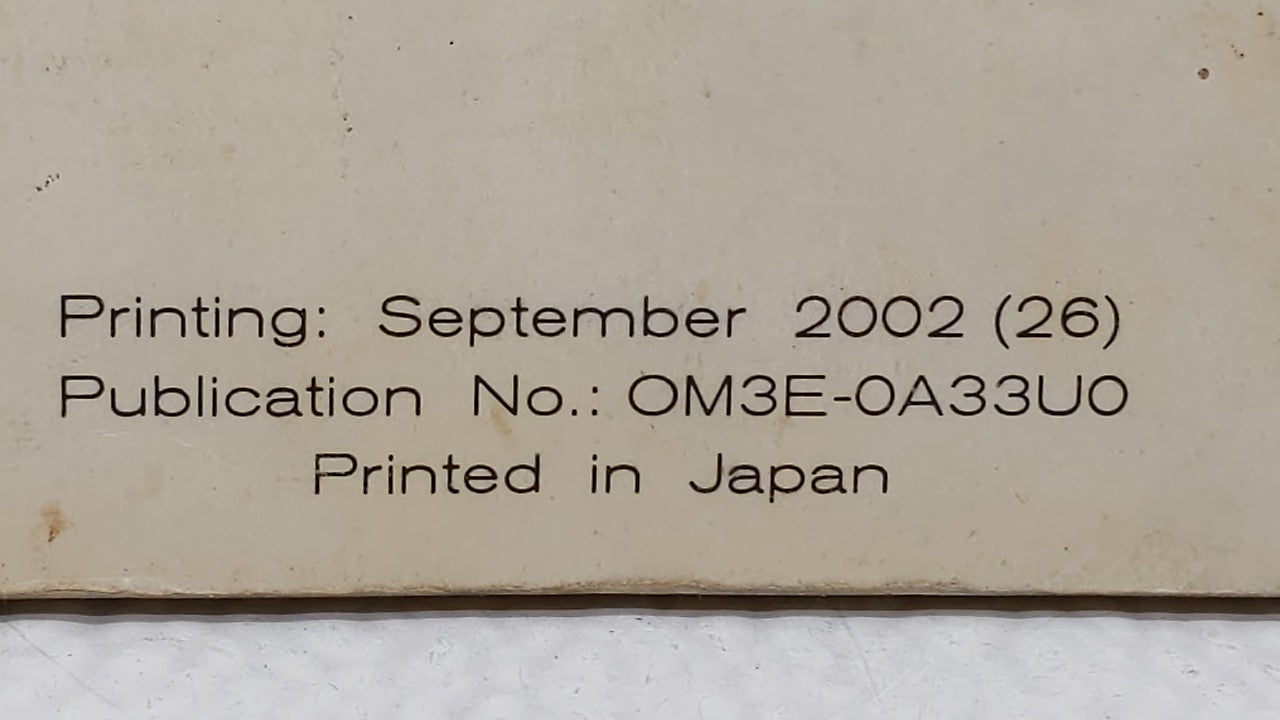 Printing: September 2002 (26)
Publication No.: OM3E-0A33U0
Printed in Japan